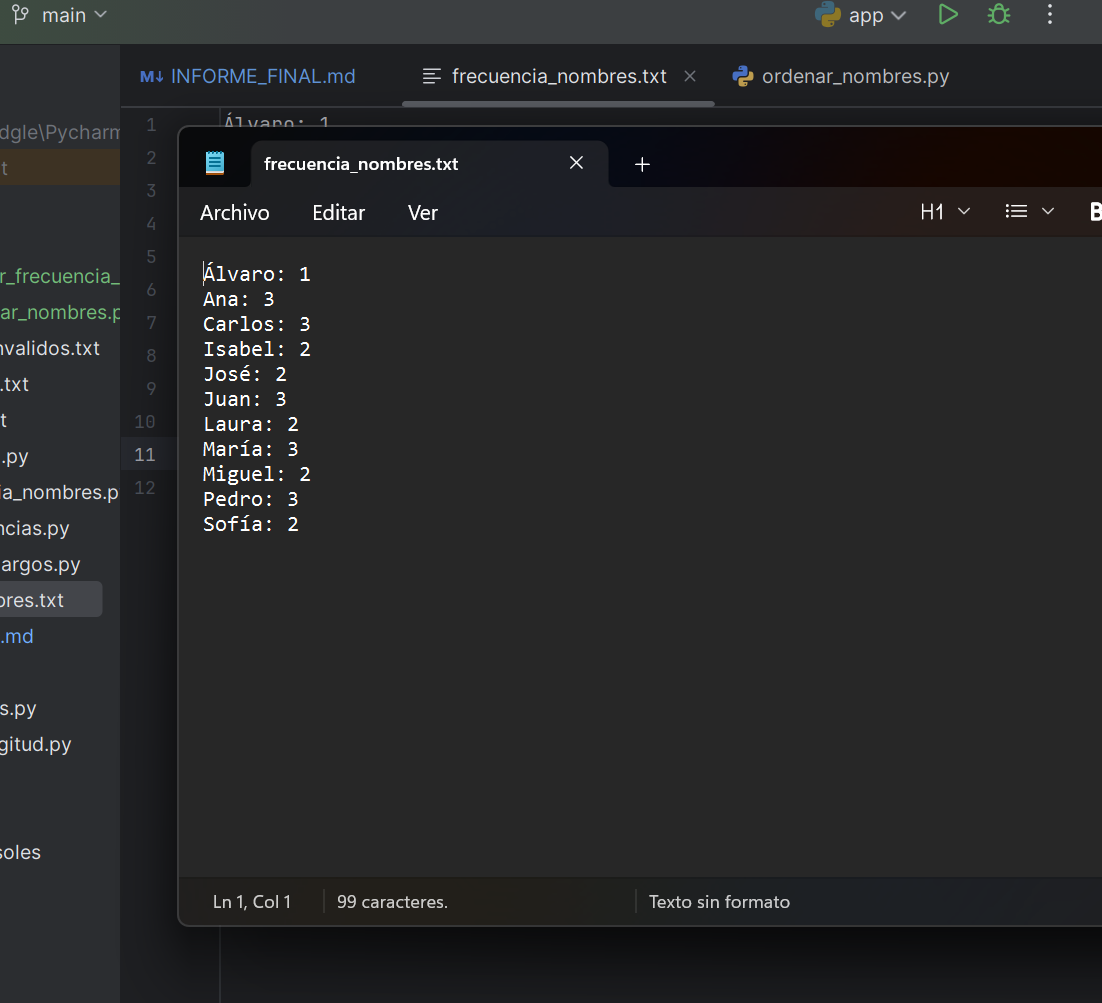 main
app
M↓ INFORME_FINAL.md
frecuencia_nombres.txt
ordenar_nombres.py
1
Álvaro: 1
2
3
4
5
6
7
8
9
10
11
12
dgle\Pycharm
t
r_frecuencia_
ar_nombres.p
nvalidos.txt
.txt
t
.py
ia_nombres.p
ncias.py
argos.py
bres.txt
.md
s.py
gitud.py
soles
frecuencia_nombres.txt
Archivo Editar Ver
H1
B
Álvaro: 1
Ana: 3
Carlos: 3
Isabel: 2
José: 2
Juan: 3
Laura: 2
María: 3
Miguel: 2
Pedro: 3
Sofía: 2
Ln 1, Col 1
99 caracteres.
Texto sin formato